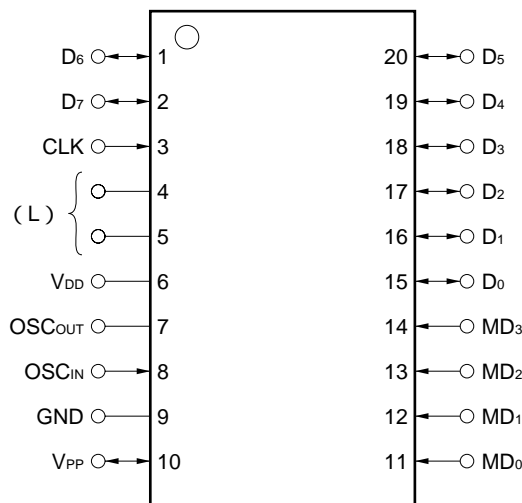 D6 1 20 D5
D7 2 19 D4
CLK 3 18 D3
4 17 D2
(L)
5 16 D1
VDD 6 15 D0
OSCOUT 7 14 MD3
OSCIN 8 13 MD2
GND 9 12 MD1
VPP 10 11 MD0